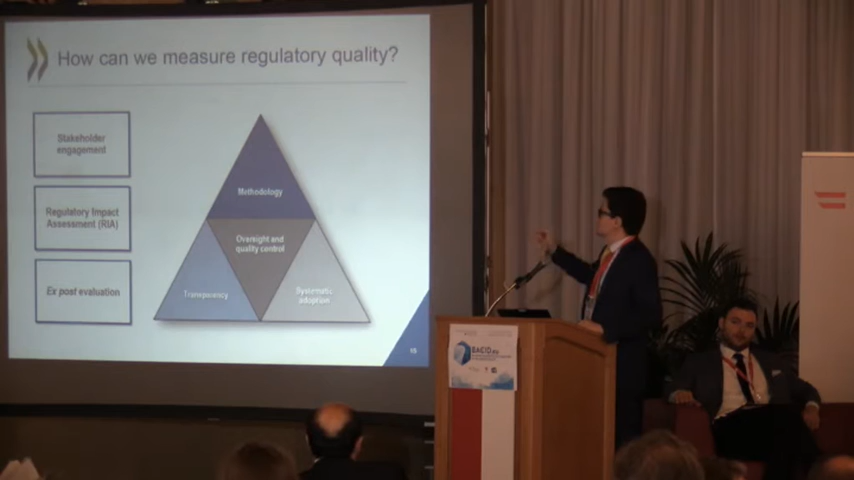 How can we measure regulatory quality?
Stakeholder
engagement
Regulatory Impact
Assessment (RIA)
Ex post evaluation
Methodology
Oversight and
quality control
Transparency
Systematic
adoption
15